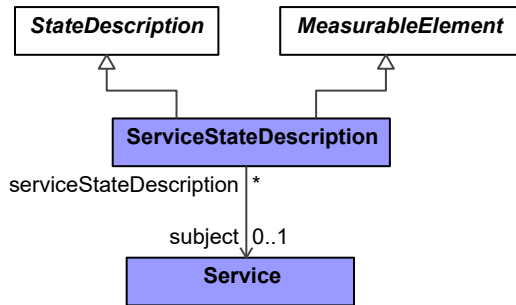 StateDescription
MeasurableElement
ServiceStateDescription
serviceStateDescription *
subject 0..1
Service